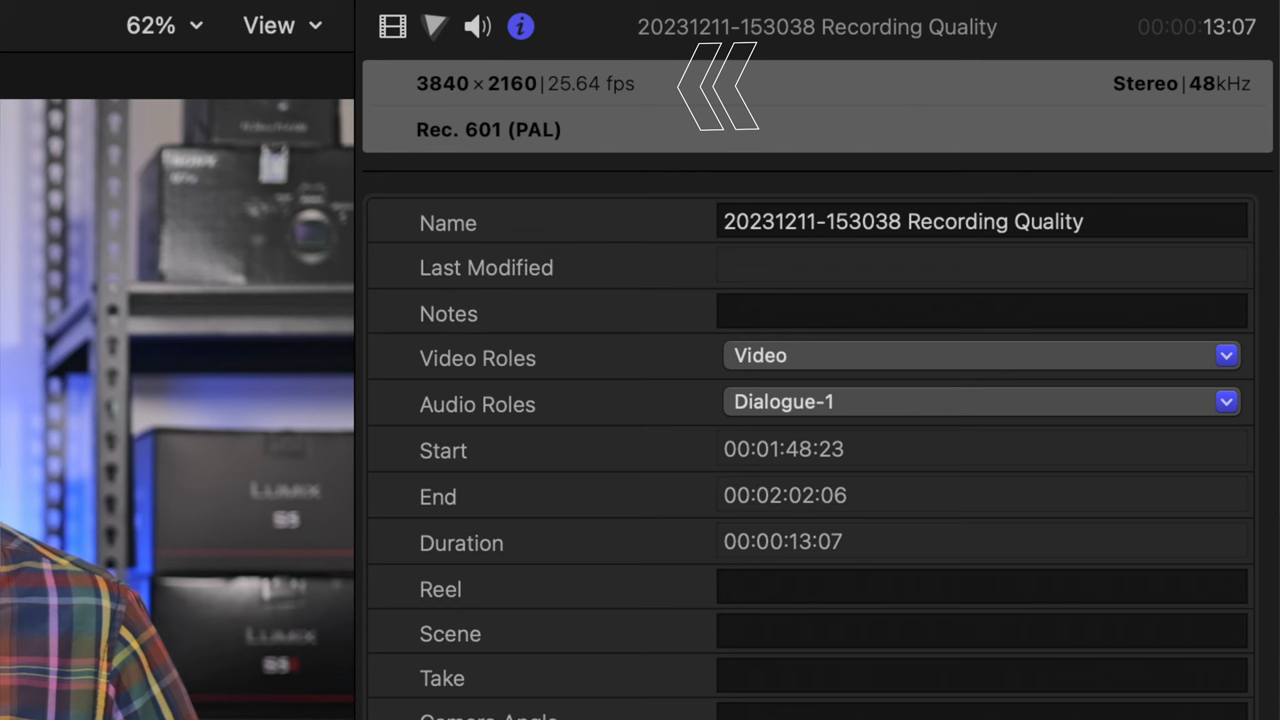 62% View
20231211-153038 Recording Quality 00:00:13:07
3840 × 2160 | 25.64 fps Stereo | 48kHz
Rec. 601 (PAL)
Name 20231211-153038 Recording Quality
Last Modified
Notes
Video Roles Video
Audio Roles Dialogue-1
Start 00:01:48:23
End 00:02:02:06
Duration 00:00:13:07
Reel
Scene
Take
Camera Angle
LUMIX
S5
LUMIX